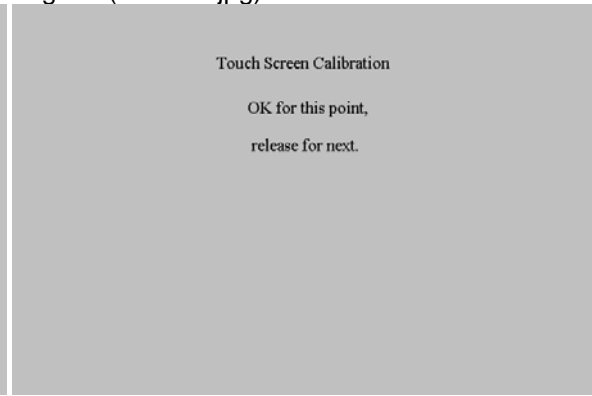 Touch Screen Calibration
OK for this point,
release for next.